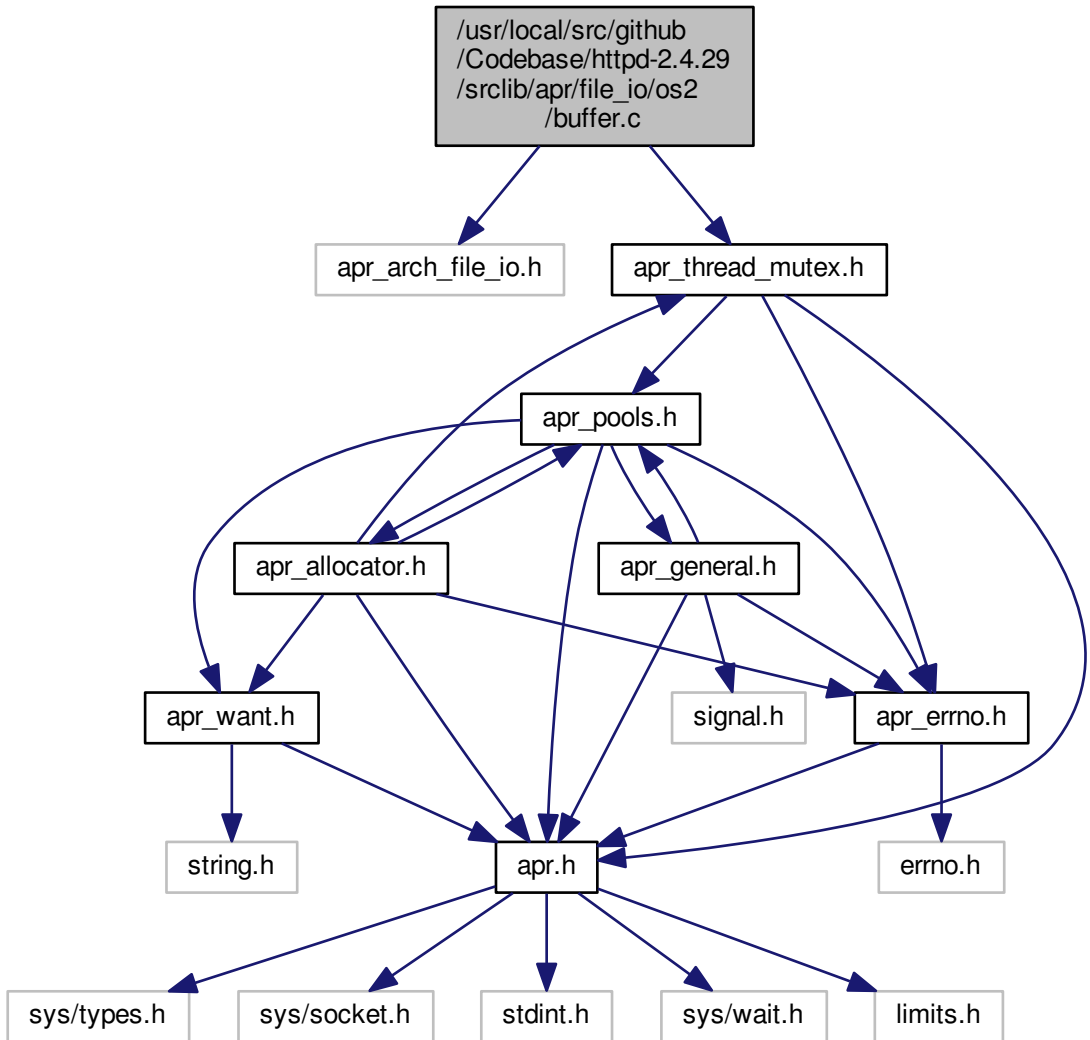 /usr/local/src/github
/Codebase/httpd-2.4.29
/srclib/apr/file_io/os2
/buffer.c
apr_arch_file_io.h
apr_thread_mutex.h
apr_pools.h
apr_allocator.h
apr_general.h
apr_want.h
signal.h
apr_errno.h
string.h
apr.h
errno.h
sys/types.h
sys/socket.h
stdint.h
sys/wait.h
limits.h